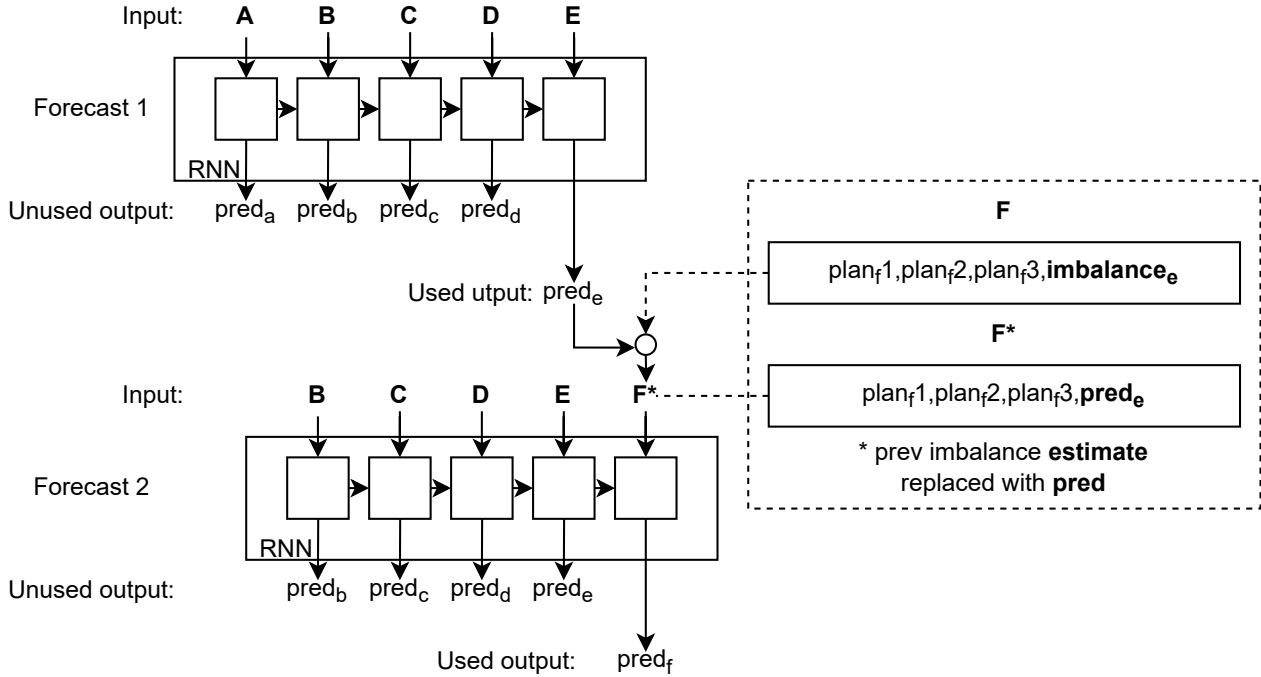 Input: A B C D E
Forecast 1
RNN
Unused output: pred_a pred_b pred_c pred_d
F
plan_f1,plan_f2,plan_f3,imbalance_e
Used utput: pred_e
F*
Input: B C D E F*
plan_f1,plan_f2,plan_f3,pred_e
* prev imbalance estimate
replaced with pred
Forecast 2
RNN
Unused output: pred_b pred_c pred_d pred_e
Used output: pred_f